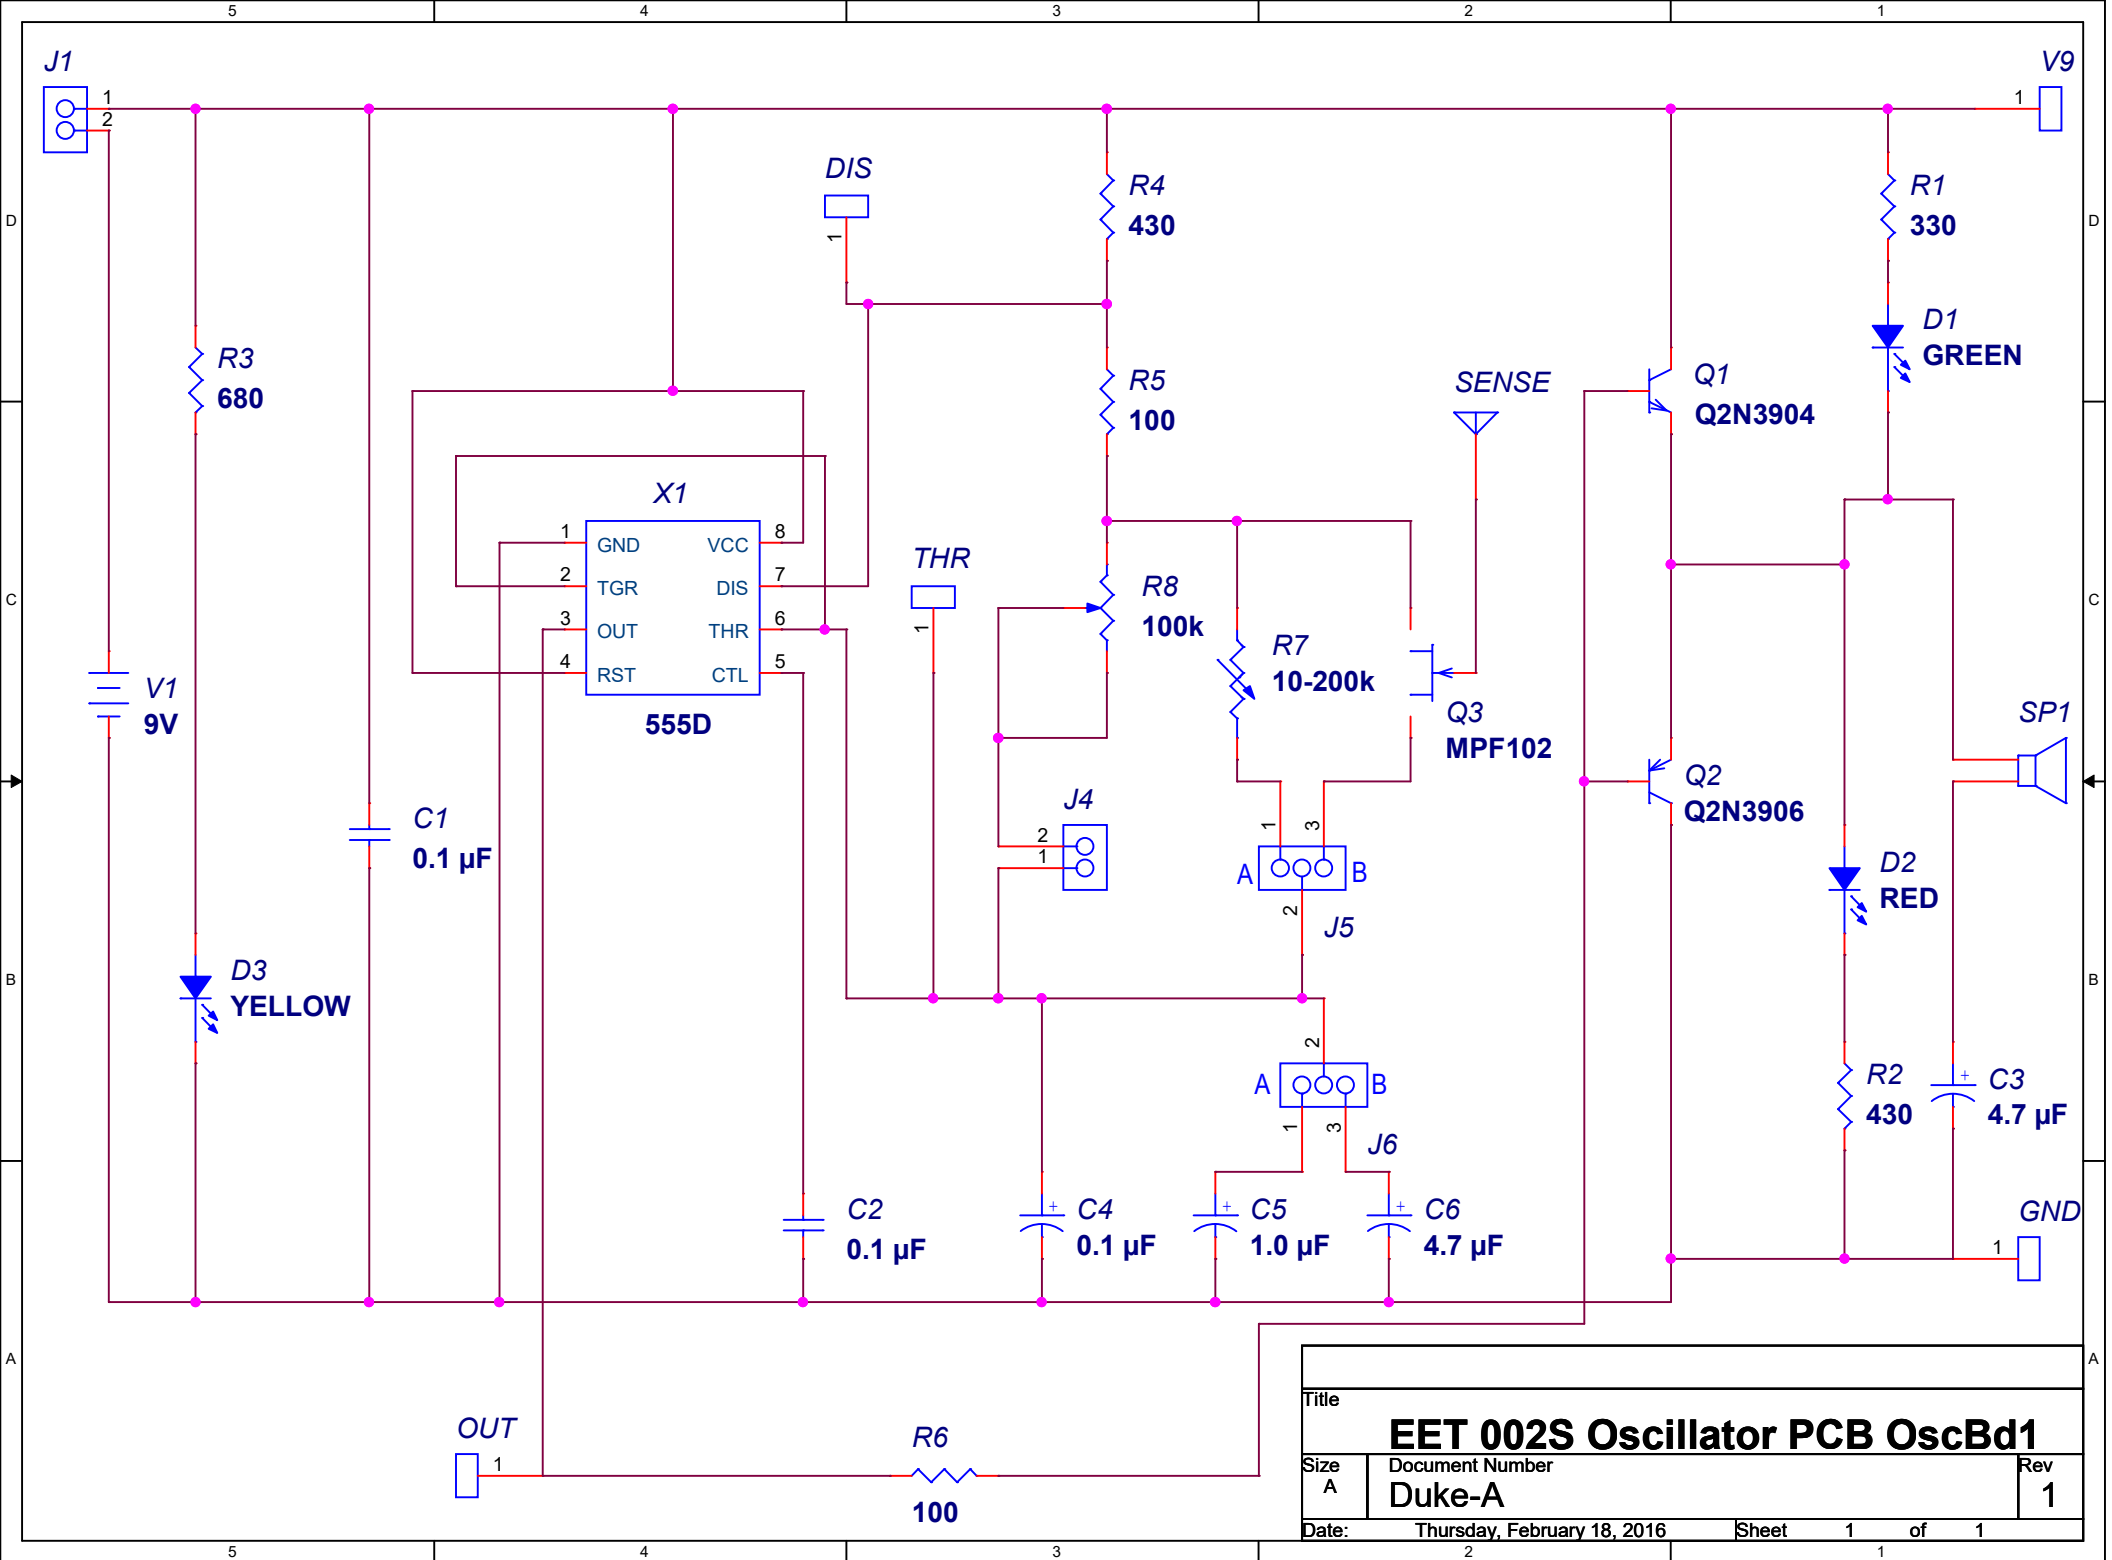 5 4 3 2 1
J1
1
2
V9
1
D
D
DIS
1
R4
430
R1
330
D1
GREEN
R3
680
R5
100
SENSE
Q1
Q2N3904
X1
1 GND VCC 8
2 TGR DIS 7
3 OUT THR 6
4 RST CTL 5
555D
THR
1
C
C
R8
100k
R7
10-200k
Q3
MPF102
V1
9V
SP1
Q2
Q2N3906
C1
0.1 µF
J4
2
1
1 3
A B
2
J5
D2
RED
D3
YELLOW
B
B
2
A B
1 3
J6
R2
430
+ C3
4.7 µF
C2
0.1 µF
+ C4
0.1 µF
+ C5
1.0 µF
+ C6
4.7 µF
GND
1
A
A
OUT
1
R6
100
Title
EET 002S Oscillator PCB OscBd1
Size Document Number Rev
A Duke-A 1
Date: Thursday, February 18, 2016 Sheet 1 of 1
5 4 3 2 1